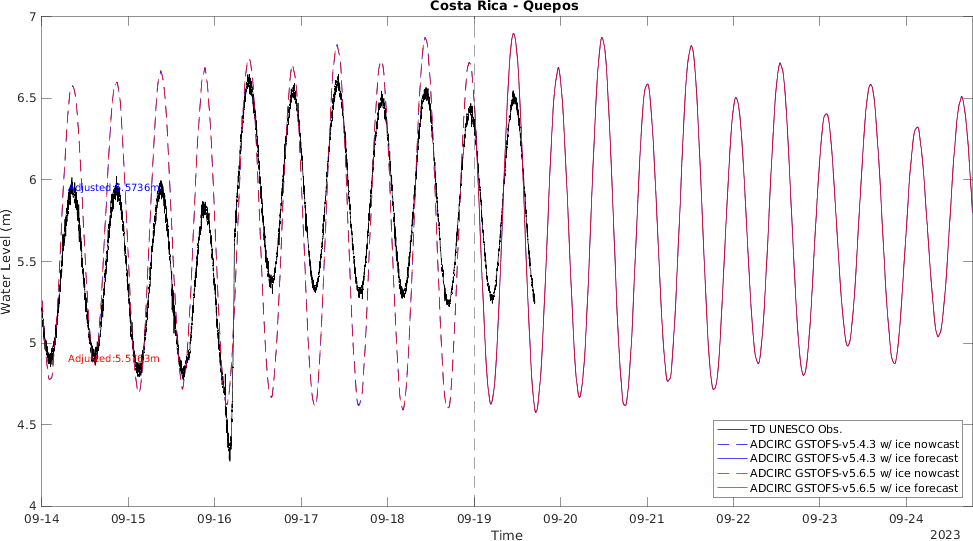 Costa Rica - Quepos
Water Level (m)
7
6.5
6
5.5
5
4.5
4
Adjusted:5.5736m
TD UNESCO Obs.
ADCIRC GSTOFS-v5.4.3 w/ ice nowcast
ADCIRC GSTOFS-v5.4.3 w/ ice forecast
ADCIRC GSTOFS-v5.6.5 w/ ice nowcast
ADCIRC GSTOFS-v5.6.5 w/ ice forecast
09-14 09-15 09-16 09-17 09-18 09-19 09-20 09-21 09-22 09-23 09-24
Time
2023